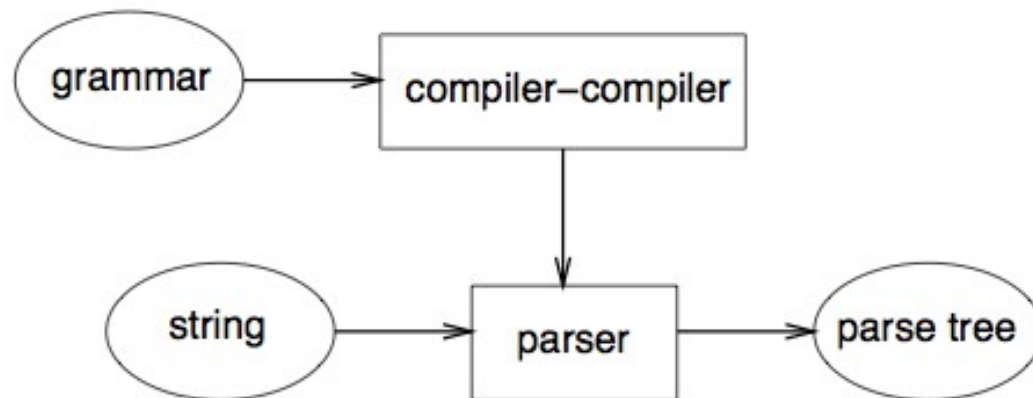 grammar
compiler–compiler
string
parser
parse tree